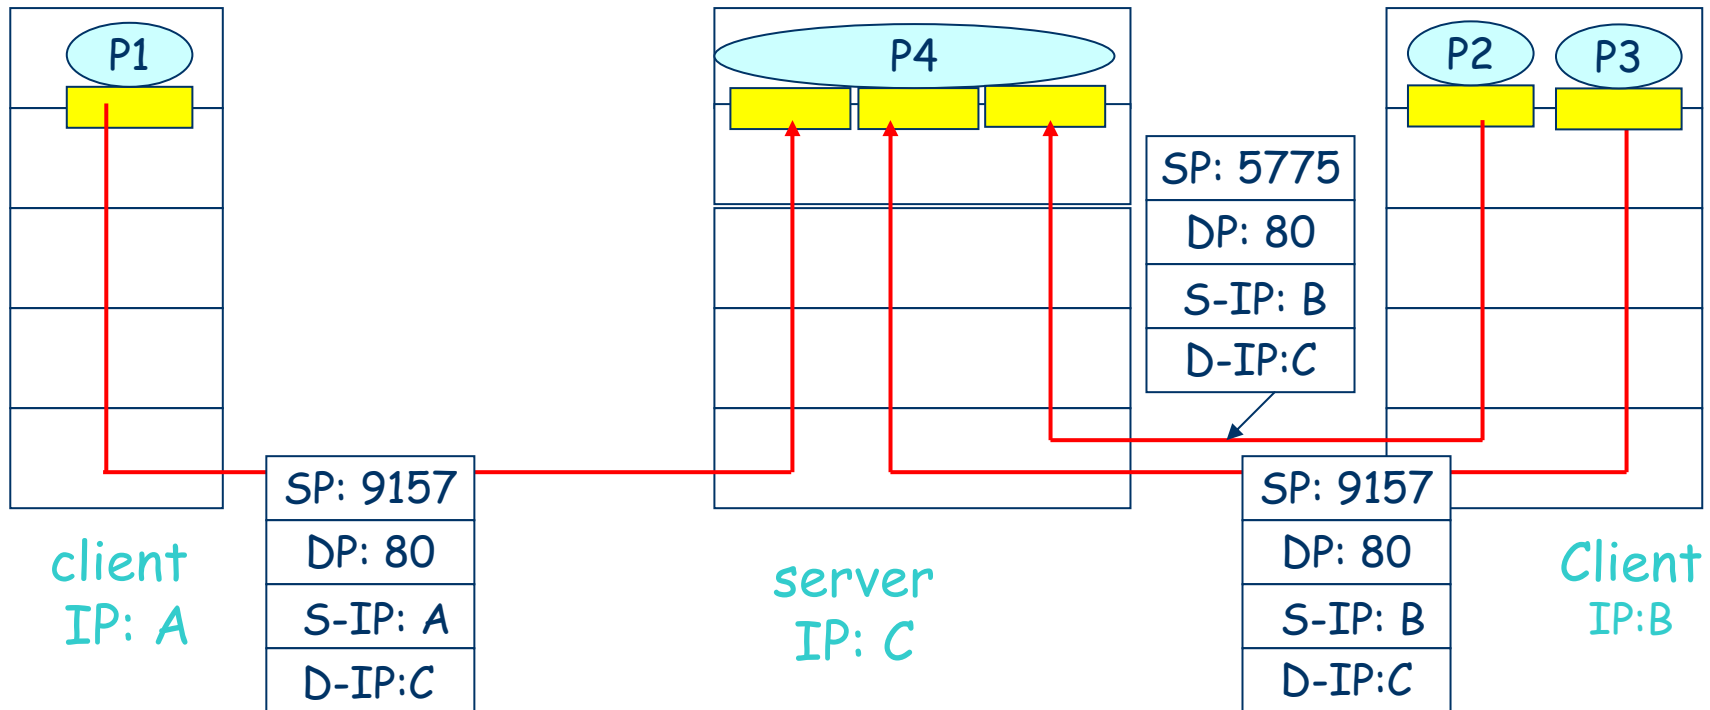 P1
P4
P2
P3
SP: 5775
DP: 80
S-IP: B
D-IP:C
SP: 9157
DP: 80
S-IP: A
D-IP:C
SP: 9157
DP: 80
S-IP: B
D-IP:C
client
IP: A
server
IP: C
Client
IP:B